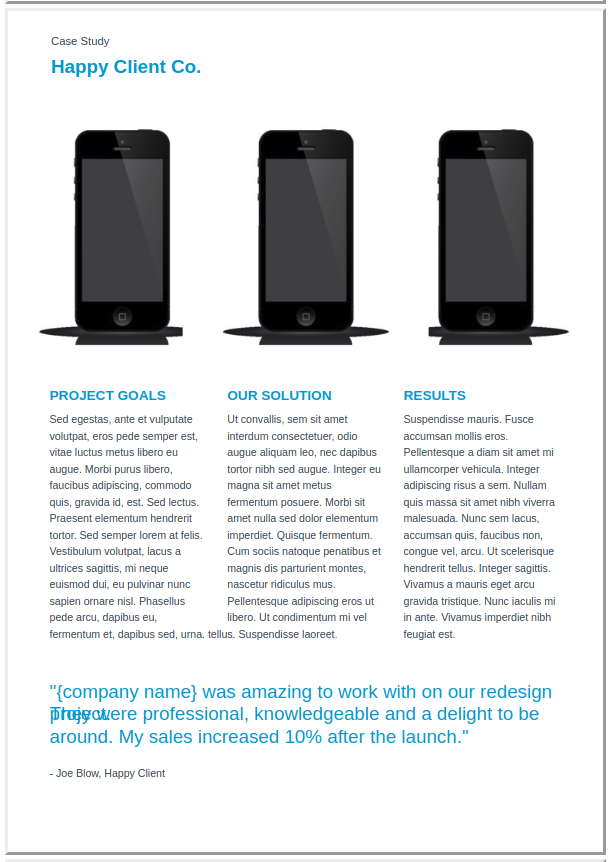 Case Study
Happy Client Co.
PROJECT GOALS
Sed egestas, ante et vulputate
volutpat, eros pede semper est,
vitae luctus metus libero eu
augue. Morbi purus libero,
faucibus adipiscing, commodo
quis, gravida id, est. Sed lectus.
Praesent elementum hendrerit
tortor. Sed semper lorem at felis.
Vestibulum volutpat, lacus a
ultrices sagittis, mi neque
euismod dui, eu pulvinar nunc
sapien ornare nisl. Phasellus
pede arcu, dapibus eu,
fermentum et, dapibus sed, urna.
OUR SOLUTION
Ut convallis, sem sit amet
interdum consectetuer, odio
augue aliquam leo, nec dapibus
tortor nibh sed augue. Integer eu
magna sit amet metus
fermentum posuere. Morbi sit
amet nulla sed dolor elementum
imperdiet. Quisque fermentum.
Cum sociis natoque penatibus et
magnis dis parturient montes,
nascetur ridiculus mus.
Pellentesque adipiscing eros ut
libero. Ut condimentum mi vel
tellus. Suspendisse laoreet.
RESULTS
Suspendisse mauris. Fusce
accumsan mollis eros.
Pellentesque a diam sit amet mi
ullamcorper vehicula. Integer
adipiscing risus a sem. Nullam
quis massa sit amet nibh viverra
malesuada. Nunc sem lacus,
accumsan quis, faucibus non,
congue vel, arcu. Ut scelerisque
hendrerit tellus. Integer sagittis.
Vivamus a mauris eget arcu
gravida tristique. Nunc iaculis mi
in ante. Vivamus imperdiet nibh
feugiat est.
"{company name} was amazing to work with on our redesign
project.
They were professional, knowledgeable and a delight to be
around. My sales increased 10% after the launch."
- Joe Blow, Happy Client